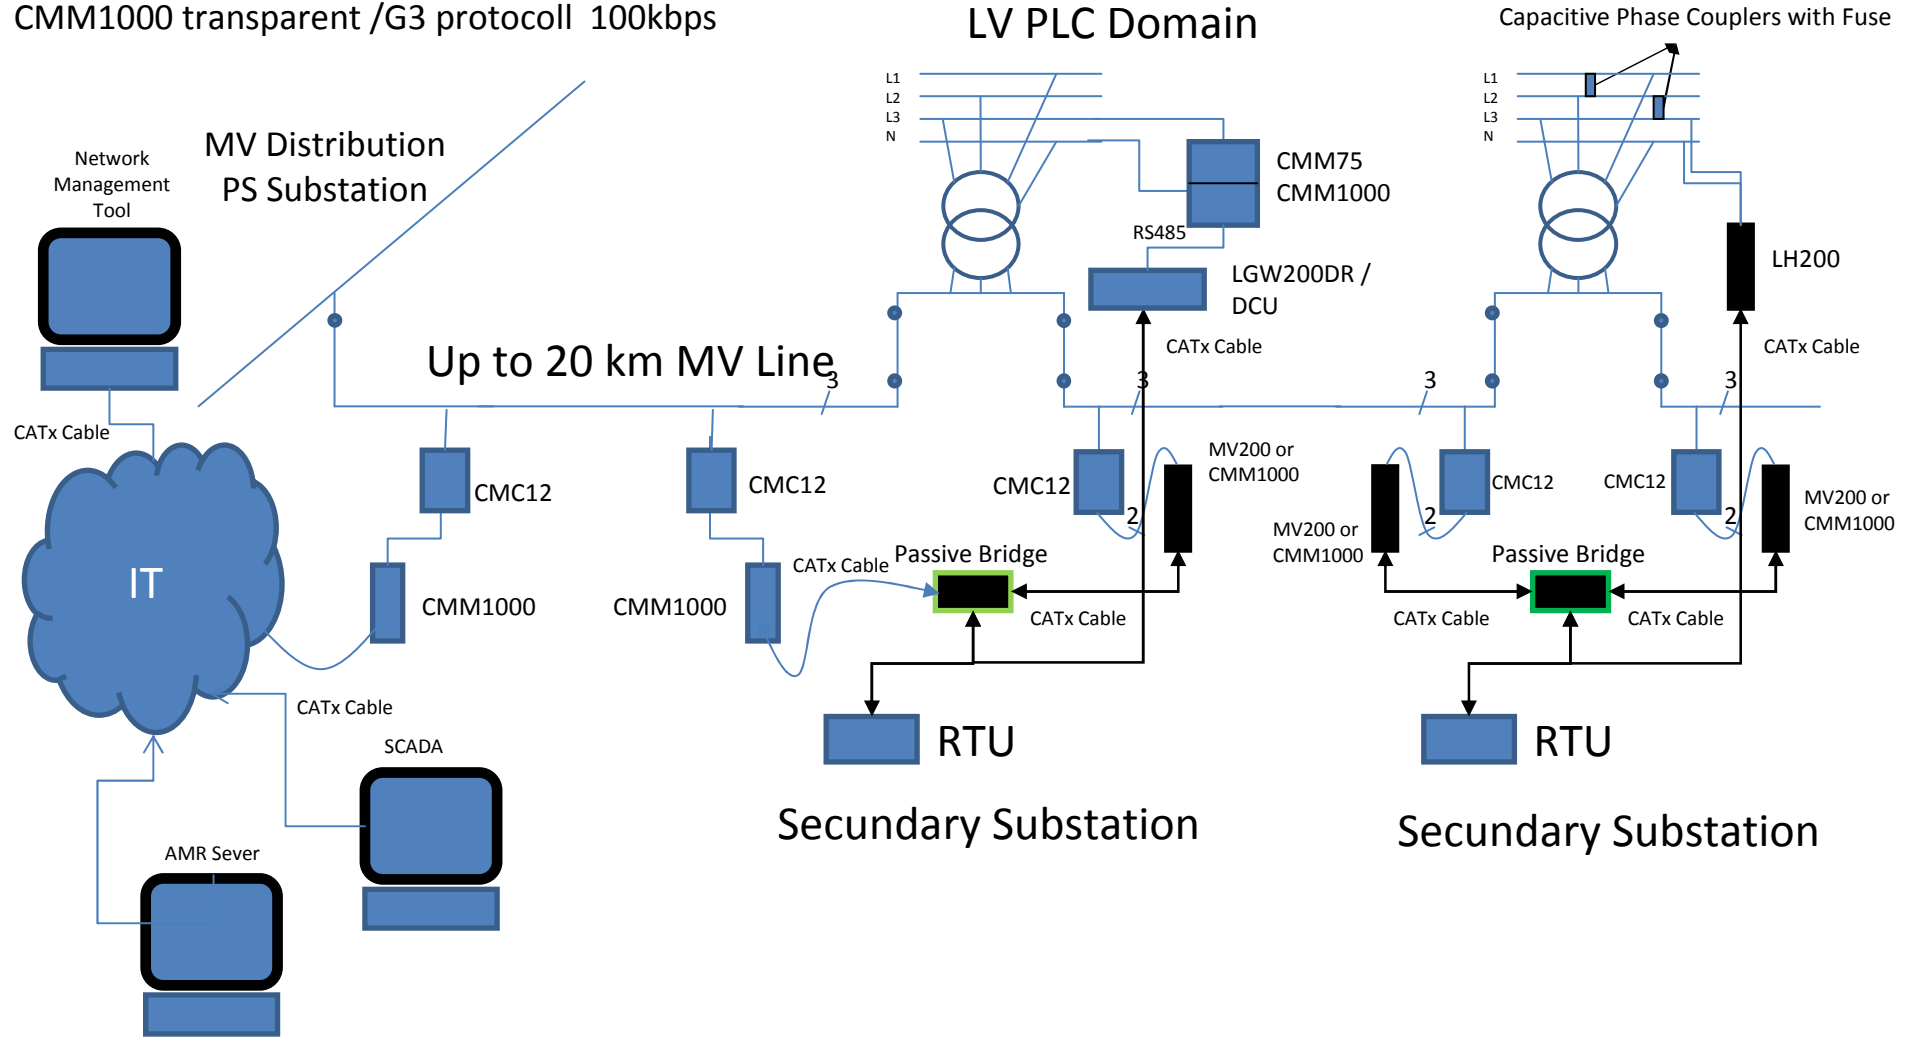 CMM1000 transparent /G3 protocoll 100kbps
LV PLC Domain
Capacitive Phase Couplers with Fuse
L1
L2
L3
N
L1
L2
L3
N
MV Distribution
PS Substation
Network
Management
Tool
CMM75
CMM1000
RS485
LGW200DR /
DCU
LH200
CATx Cable
CATx Cable
Up to 20 km MV Line
3
3
3
3
CATx Cable
CMC12
CMC12
CMC12
MV200 or
CMM1000
2
MV200 or
CMM1000
2
CMC12
CMC12
2
MV200 or
CMM1000
IT
CMM1000
CMM1000
CATx Cable
Passive Bridge
CATx Cable
Passive Bridge
CATx Cable
CATx Cable
CATx Cable
SCADA
RTU
RTU
Secundary Substation
Secundary Substation
AMR Sever